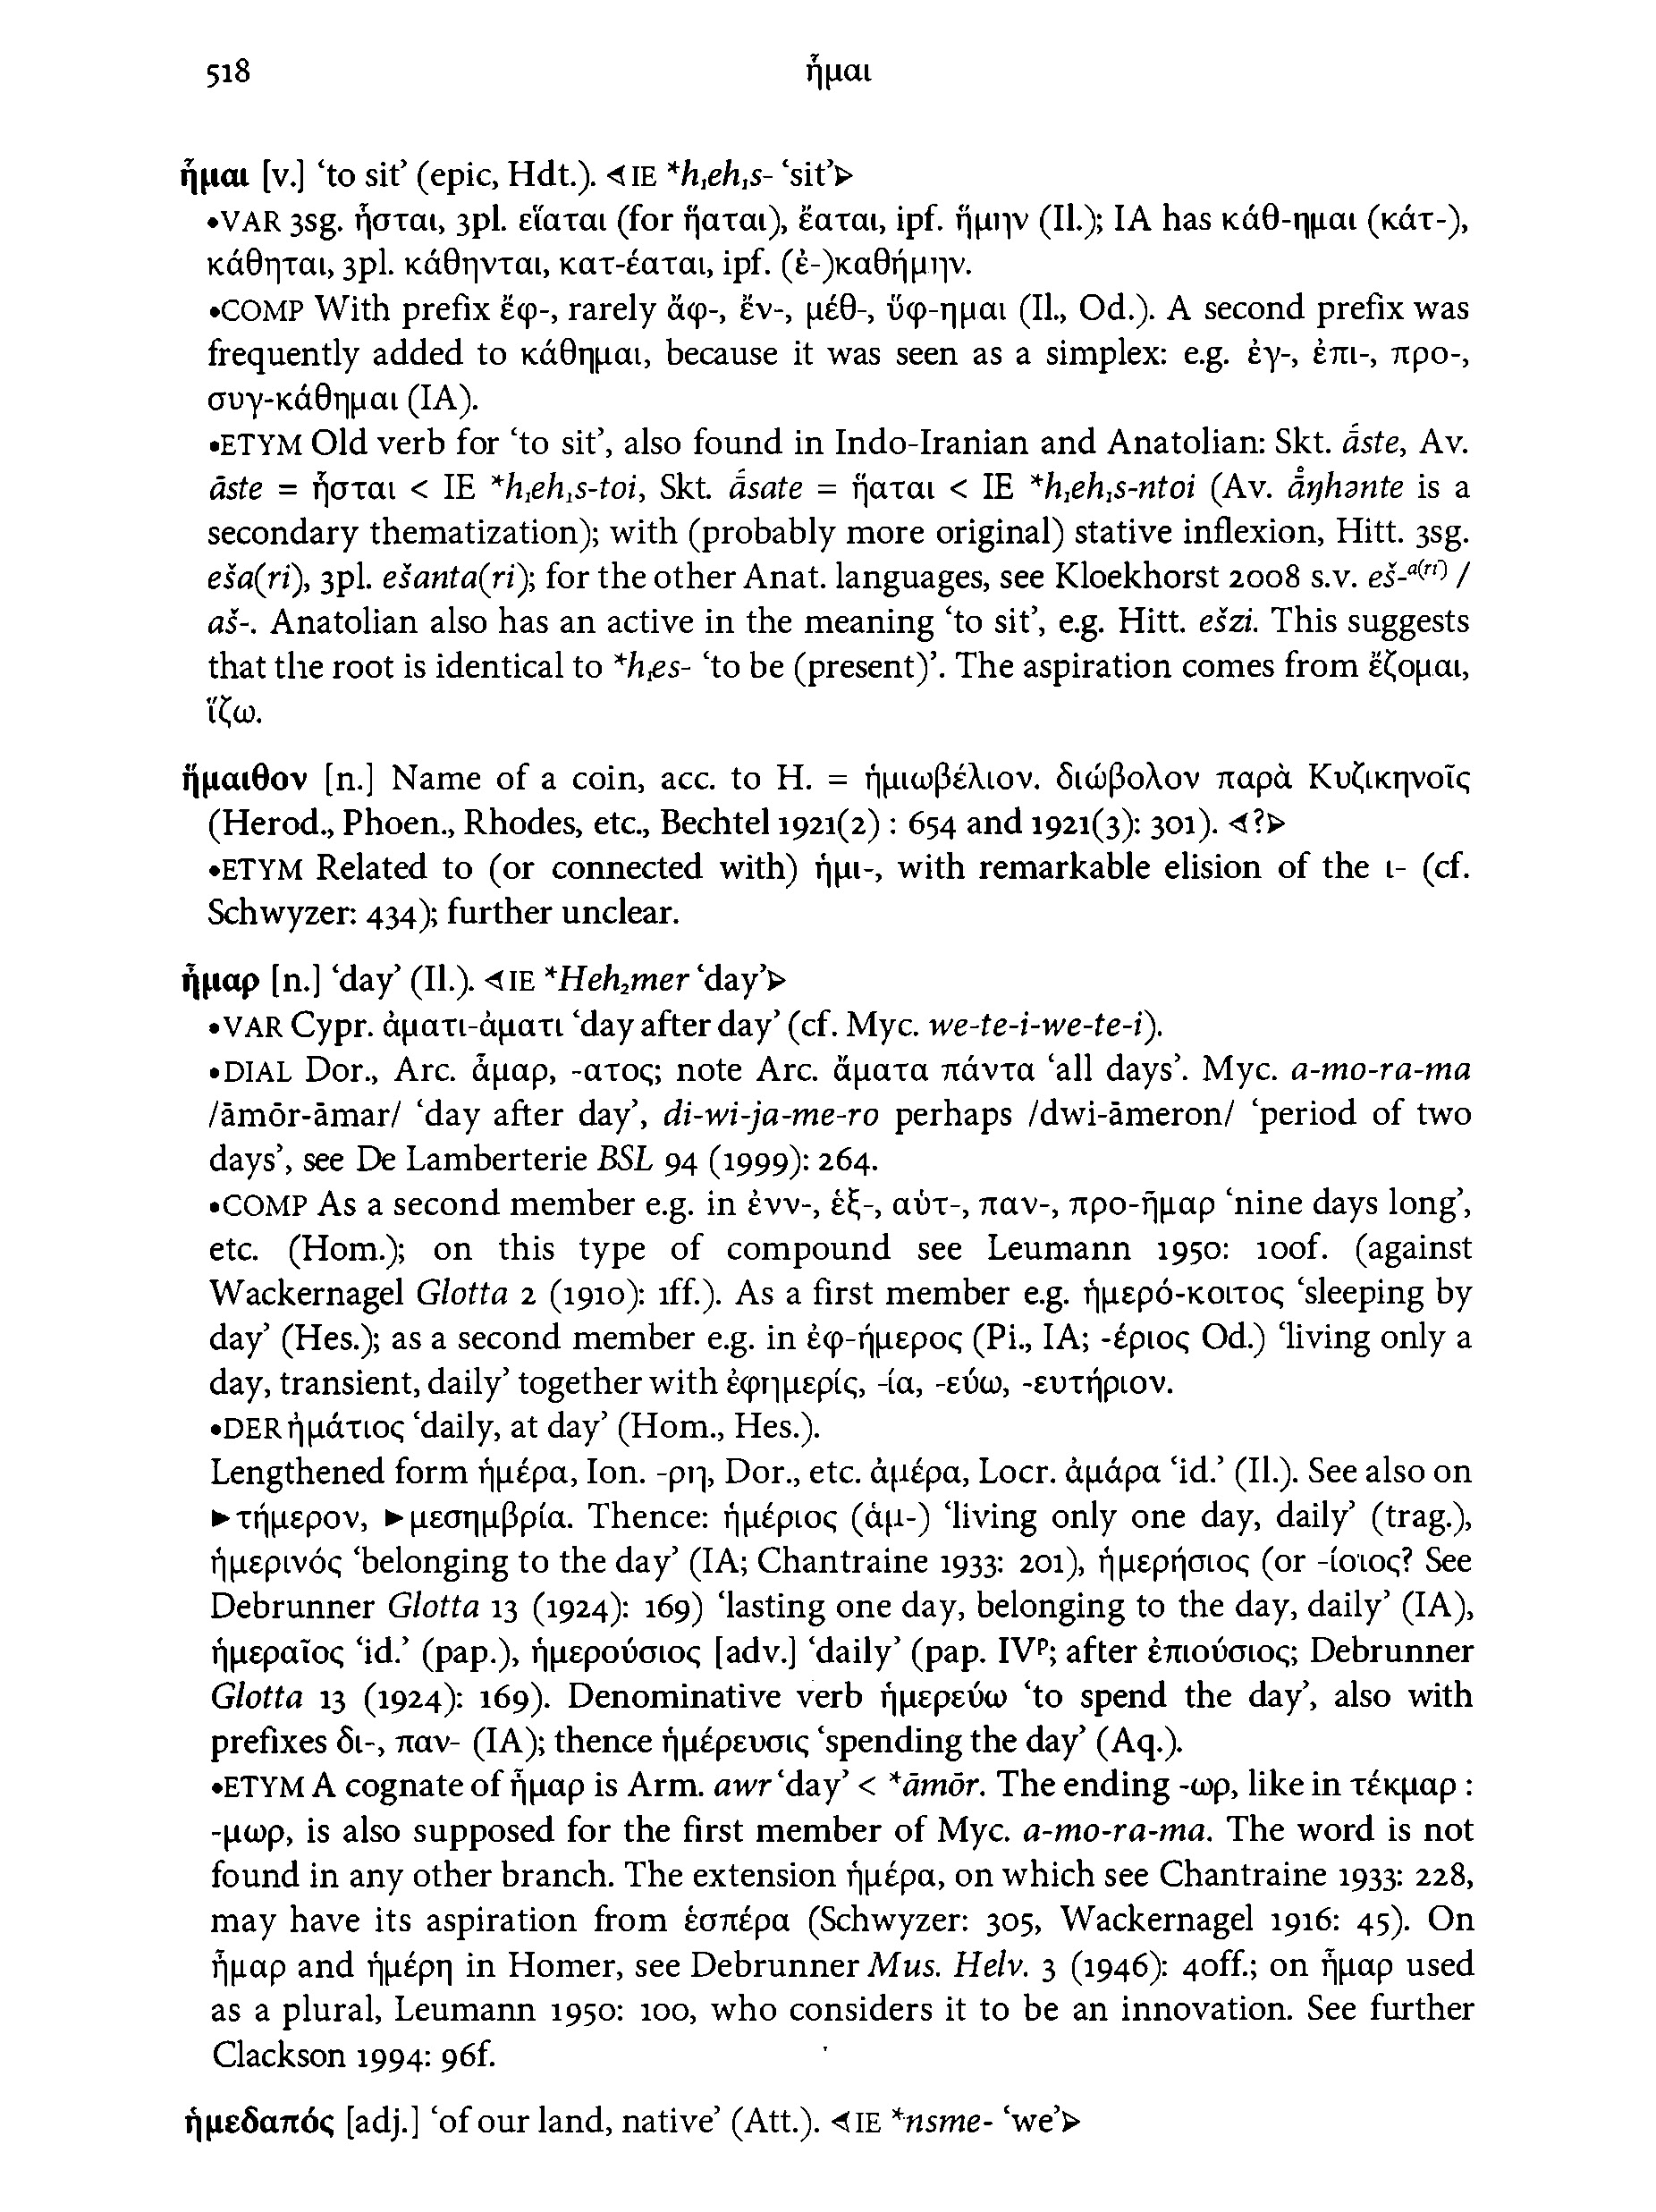 518 ἧμαι
ἧμαι [v.] ‘to sit’ (epic, Hdt.). ⊲IE *h₁eh₁s- ‘sit’⊳
•VAR 3sg. ἧσται, 3pl. εἵαται (for ἥαται), ἕαται, ipf. ἥμην (Il.); IA has κάθ-ημαι (κάτ-),
κάθηται, 3pl. κάθηνται, κατ-έαται, ipf. (ἐ-)καθήμην.
•COMP With prefix ἔφ-, rarely ἄφ-, ἔν-, μέθ-, ὕφ-ημαι (Il., Od.). A second prefix was
frequently added to κάθημαι, because it was seen as a simplex: e.g. ἐγ-, ἐπι-, προ-,
συγ-κάθημαι (IA).
•ETYM Old verb for ‘to sit’, also found in Indo-Iranian and Anatolian: Skt. ā́ste, Av.
āste = ἧσται < IE *h₁eh₁s-toi, Skt. ā́sate = ἥαται < IE *h₁eh₁s-n̥toi (Av. ā̊ŋhəṇte is a
secondary thematization); with (probably more original) stative inflexion, Hitt. 3sg.
eša(ri), 3pl. ešanta(ri); for the other Anat. languages, see Kloekhorst 2008 s.v. eš-ᵃ⁽ʳⁱ⁾ /
aš-. Anatolian also has an active in the meaning ‘to sit’, e.g. Hitt. ešzi. This suggests
that the root is identical to *h₁es- ‘to be (present)’. The aspiration comes from ἕζομαι,
ἵζω.
ἥμαιθον [n.] Name of a coin, acc. to H. = ἡμιωβέλιον. διώβολον παρὰ Κυζικηνοῖς
(Herod., Phoen., Rhodes, etc., Bechtel 1921(2) : 654 and 1921(3): 301). ⊲?⊳
•ETYM Related to (or connected with) ἡμι-, with remarkable elision of the ι- (cf.
Schwyzer: 434); further unclear.
ἦμαρ [n.] ‘day’ (Il.). ⊲IE *Heh₂mer ‘day’⊳
•VAR Cypr. ἀματι-ἀματι ‘day after day’ (cf. Myc. we-te-i-we-te-i).
•DIAL Dor., Arc. ἆμαρ, -ατος; note Arc. ἄματα πάντα ‘all days’. Myc. a-mo-ra-ma
/āmōr-āmar/ ‘day after day’, di-wi-ja-me-ro perhaps /dwi-āmeron/ ‘period of two
days’, see De Lamberterie BSL 94 (1999): 264.
•COMP As a second member e.g. in ἐνν-, ἑξ-, αὐτ-, παν-, προ-ῆμαρ ‘nine days long’,
etc. (Hom.); on this type of compound see Leumann 1950: 100f. (against
Wackernagel Glotta 2 (1910): 1ff.). As a first member e.g. ἡμερό-κοιτος ‘sleeping by
day’ (Hes.); as a second member e.g. in ἐφ-ήμερος (Pi., IA; -έριος Od.) ‘living only a
day, transient, daily’ together with ἐφημερίς, -ία, -εύω, -ευτήριον.
•DER ἠμάτιος ‘daily, at day’ (Hom., Hes.).
Lengthened form ἡμέρα, Ion. -ρη, Dor., etc. ἀμέρα, Locr. ἀμάρα ‘id.’ (Il.). See also on
►τήμερον, ►μεσημβρία. Thence: ἡμέριος (ἁμ-) ‘living only one day, daily’ (trag.),
ἡμερινός ‘belonging to the day’ (IA; Chantraine 1933: 201), ἡμερήσιος (or -ίσιος? See
Debrunner Glotta 13 (1924): 169) ‘lasting one day, belonging to the day, daily’ (IA),
ἡμεραῖος ‘id.’ (pap.), ἡμερούσιος [adv.] ‘daily’ (pap. IVᵖ; after ἐπιούσιος; Debrunner
Glotta 13 (1924): 169). Denominative verb ἡμερεύω ‘to spend the day’, also with
prefixes δι-, παν- (IA); thence ἡμέρευσις ‘spending the day’ (Aq.).
•ETYM A cognate of ἦμαρ is Arm. awr ‘day’ < *āmōr. The ending -ωρ, like in τέκμαρ :
-μωρ, is also supposed for the first member of Myc. a-mo-ra-ma. The word is not
found in any other branch. The extension ἡμέρα, on which see Chantraine 1933: 228,
may have its aspiration from ἑσπέρα (Schwyzer: 305, Wackernagel 1916: 45). On
ἦμαρ and ἡμέρη in Homer, see Debrunner Mus. Helv. 3 (1946): 40ff.; on ἦμαρ used
as a plural, Leumann 1950: 100, who considers it to be an innovation. See further
Clackson 1994: 96f.
ἡμεδαπός [adj.] ‘of our land, native’ (Att.). ⊲IE *nsme- ‘we’⊳